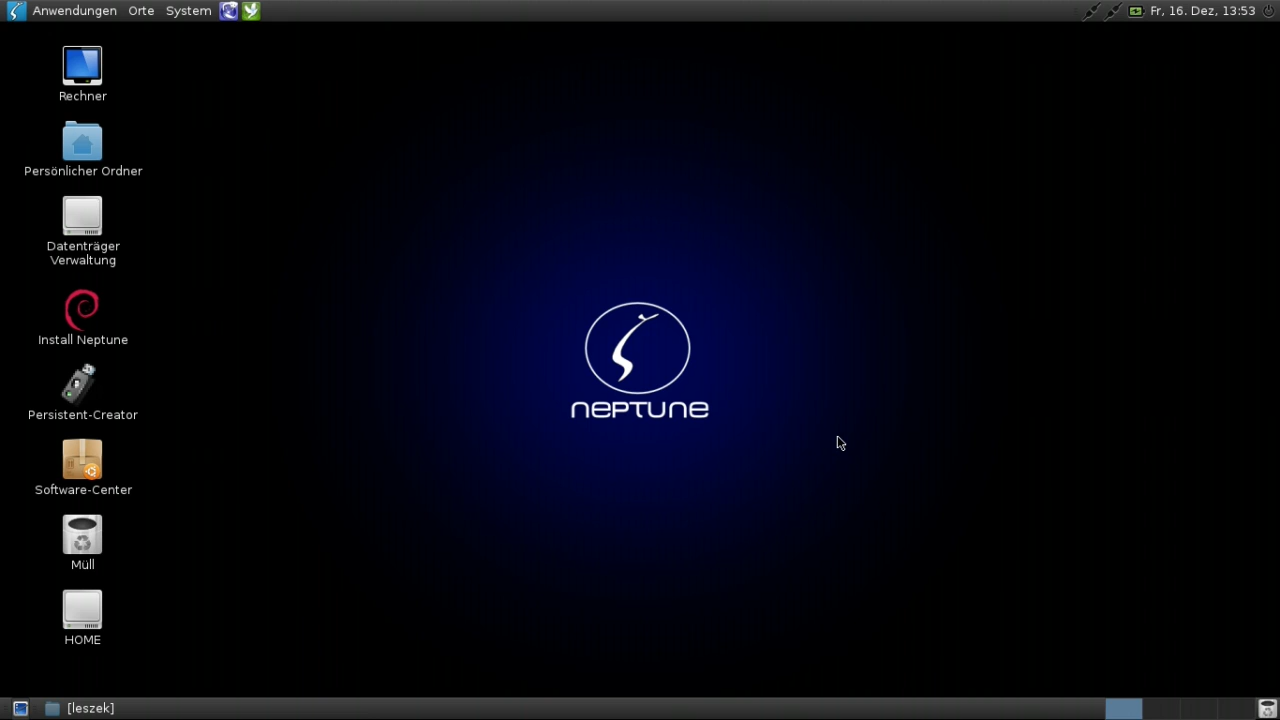 Anwendungen Orte System
Fr, 16. Dez, 13:53
Rechner
Persönlicher Ordner
Datenträger
Verwaltung
Install Neptune
Persistent-Creator
Software-Center
Müll
HOME
NEPTUNE
[leszek]